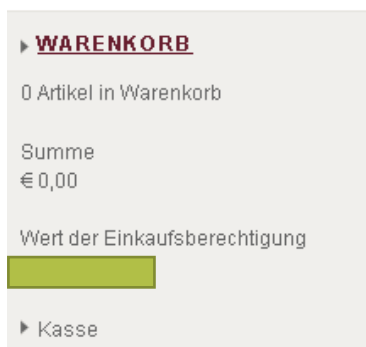 WARENKORB
0 Artikel in Warenkorb
Summe
€ 0,00
Wert der Einkaufsberechtigung
Kasse